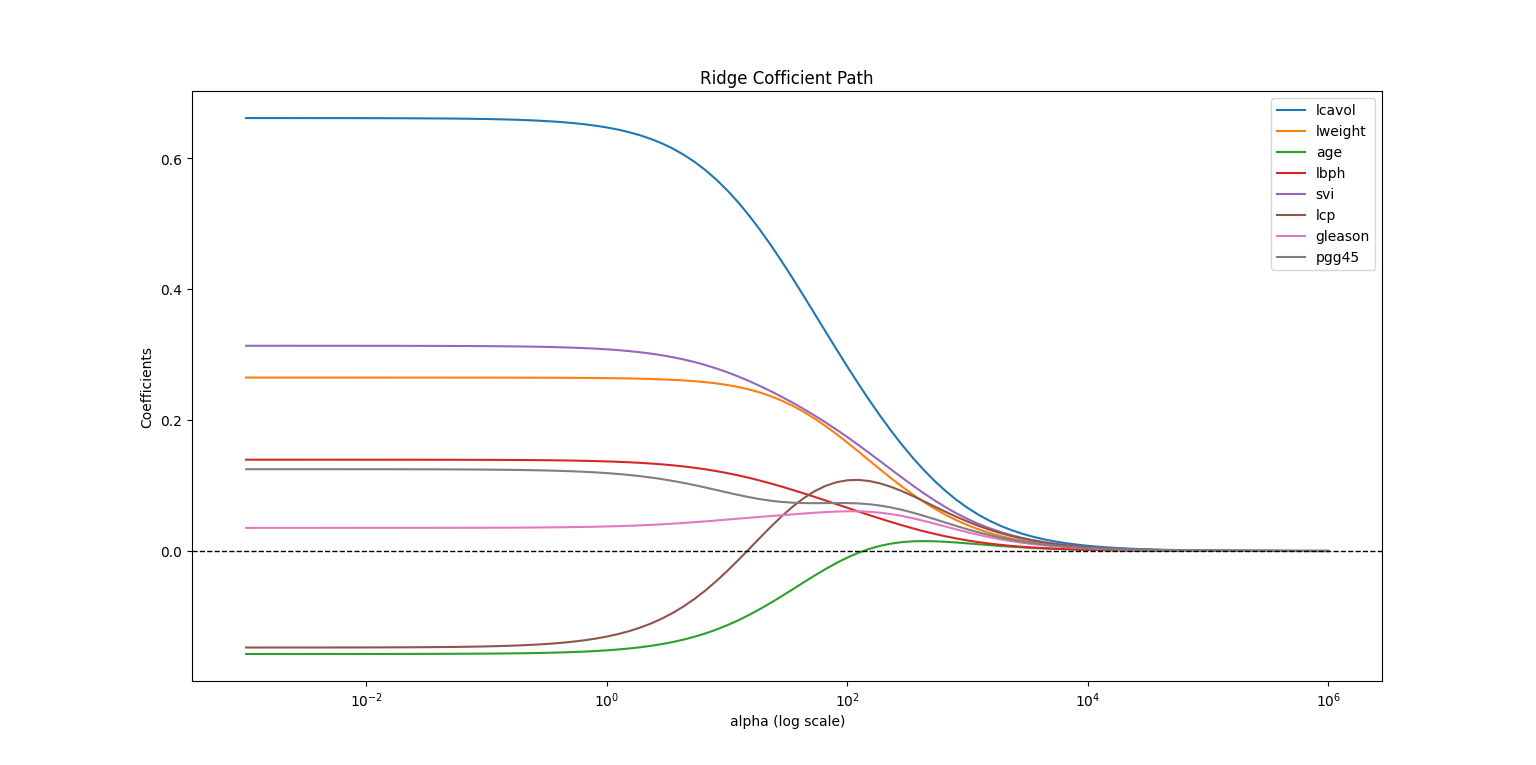 Ridge Cofficient Path
lcavol
lweight
age
lbph
svi
lcp
gleason
pgg45
Coefficients
0.6
0.4
0.2
0.0
10⁻²
10⁰
10²
10⁴
10⁶
alpha (log scale)